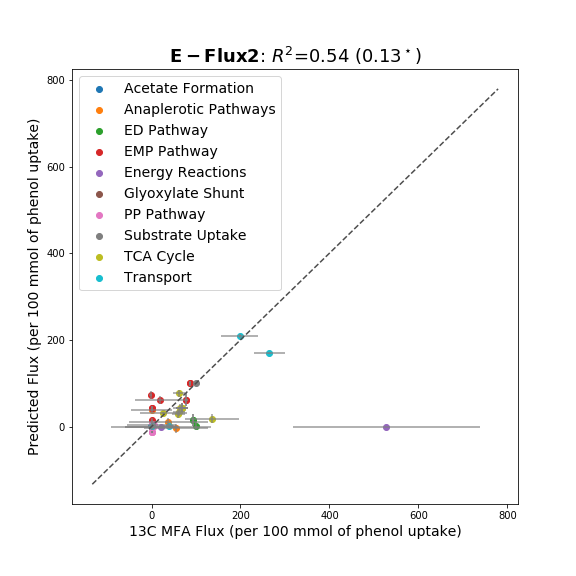 E − Flux2: R²=0.54 (0.13*)
800
600
400
200
0
Predicted Flux (per 100 mmol of phenol uptake)
Acetate Formation
Anaplerotic Pathways
ED Pathway
EMP Pathway
Energy Reactions
Glyoxylate Shunt
PP Pathway
Substrate Uptake
TCA Cycle
Transport
0 200 400 600 800
13C MFA Flux (per 100 mmol of phenol uptake)